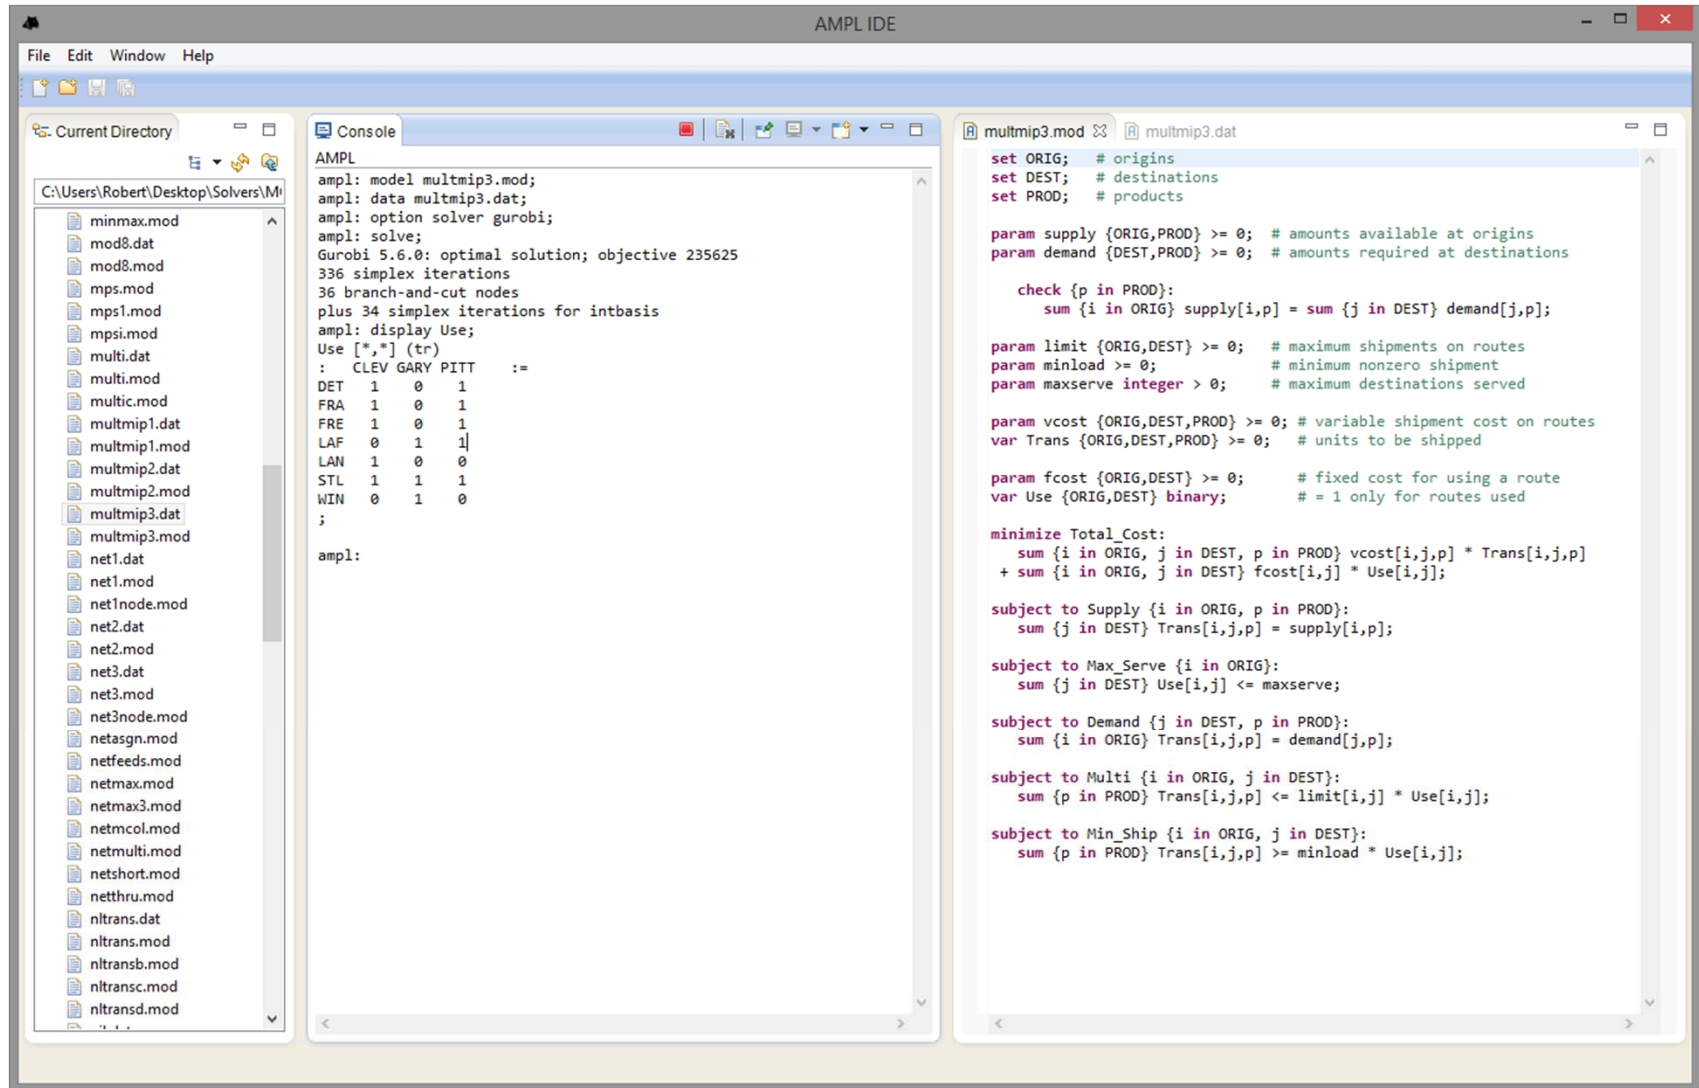 AMPL IDE
File Edit Window Help
Current Directory
C:\Users\Robert\Desktop\Solvers\M
minmax.mod
mod8.dat
mod8.mod
mps.mod
mps1.mod
mpsi.mod
multi.dat
multi.mod
multic.mod
multmip1.dat
multmip1.mod
multmip2.dat
multmip2.mod
multmip3.dat
multmip3.mod
net1.dat
net1.mod
net1node.mod
net2.dat
net2.mod
net3.dat
net3.mod
net3node.mod
netasgn.mod
netfeeds.mod
netmax.mod
netmax3.mod
netmcol.mod
netmulti.mod
netshort.mod
netthru.mod
nltrans.dat
nltrans.mod
nltransb.mod
nltransc.mod
nltransd.mod
Console
AMPL
ampl: model multmip3.mod;
ampl: data multmip3.dat;
ampl: option solver gurobi;
ampl: solve;
Gurobi 5.6.0: optimal solution; objective 235625
336 simplex iterations
36 branch-and-cut nodes
plus 34 simplex iterations for intbasis
ampl: display Use;
Use [*,*] (tr)
:   CLEV GARY PITT    :=
DET   1    0    1
FRA   1    0    1
FRE   1    0    1
LAF   0    1    1
LAN   1    0    0
STL   1    1    1
WIN   0    1    0
;
ampl:
multmip3.mod multmip3.dat
set ORIG;   # origins
set DEST;   # destinations
set PROD;   # products
param supply {ORIG,PROD} >= 0;  # amounts available at origins
param demand {DEST,PROD} >= 0;  # amounts required at destinations
check {p in PROD}:
sum {i in ORIG} supply[i,p] = sum {j in DEST} demand[j,p];
param limit {ORIG,DEST} >= 0;   # maximum shipments on routes
param minload >= 0;             # minimum nonzero shipment
param maxserve integer > 0;     # maximum destinations served
param vcost {ORIG,DEST,PROD} >= 0; # variable shipment cost on routes
var Trans {ORIG,DEST,PROD} >= 0;   # units to be shipped
param fcost {ORIG,DEST} >= 0;      # fixed cost for using a route
var Use {ORIG,DEST} binary;        # = 1 only for routes used
minimize Total_Cost:
sum {i in ORIG, j in DEST, p in PROD} vcost[i,j,p] * Trans[i,j,p]
+ sum {i in ORIG, j in DEST} fcost[i,j] * Use[i,j];
subject to Supply {i in ORIG, p in PROD}:
sum {j in DEST} Trans[i,j,p] = supply[i,p];
subject to Max_Serve {i in ORIG}:
sum {j in DEST} Use[i,j] <= maxserve;
subject to Demand {j in DEST, p in PROD}:
sum {i in ORIG} Trans[i,j,p] = demand[j,p];
subject to Multi {i in ORIG, j in DEST}:
sum {p in PROD} Trans[i,j,p] <= limit[i,j] * Use[i,j];
subject to Min_Ship {i in ORIG, j in DEST}:
sum {p in PROD} Trans[i,j,p] >= minload * Use[i,j];